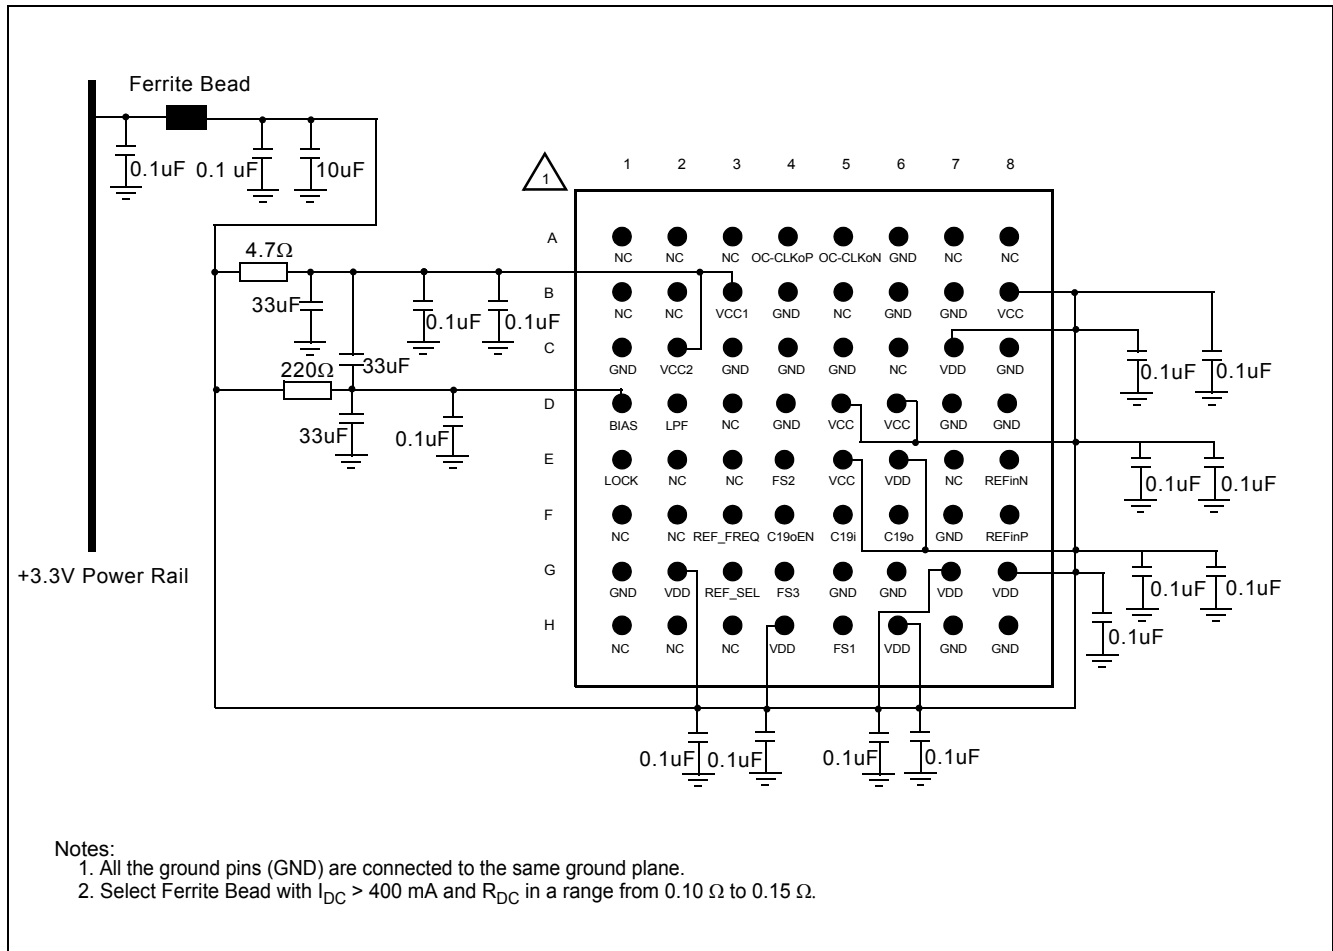 Ferrite Bead
0.1uF 0.1 uF 10uF
1
1 2 3 4 5 6 7 8
A
NC NC NC OC-CLKoP OC-CLKoN GND NC NC
4.7Ω
B
NC NC VCC1 GND NC NC GND VCC
33uF 0.1uF 0.1uF
C
GND VCC2 GND GND GND NC VDD GND
33uF
220Ω
0.1uF 0.1uF
D
BIAS LPF NC GND VCC VCC GND GND
33uF 0.1uF
E
LOCK NC NC FS2 VCC VDD NC REFinN
0.1uF 0.1uF
F
NC NC REF_FREQ C19oEN C19i C19o GND REFinP
+3.3V Power Rail
G
GND VDD REF_SEL FS3 GND GND VDD VDD
0.1uF 0.1uF
H
NC NC NC VDD FS1 VDD GND GND
0.1uF
0.1uF 0.1uF 0.1uF 0.1uF
Notes:
1. All the ground pins (GND) are connected to the same ground plane.
2. Select Ferrite Bead with IDC > 400 mA and RDC in a range from 0.10 Ω to 0.15 Ω.